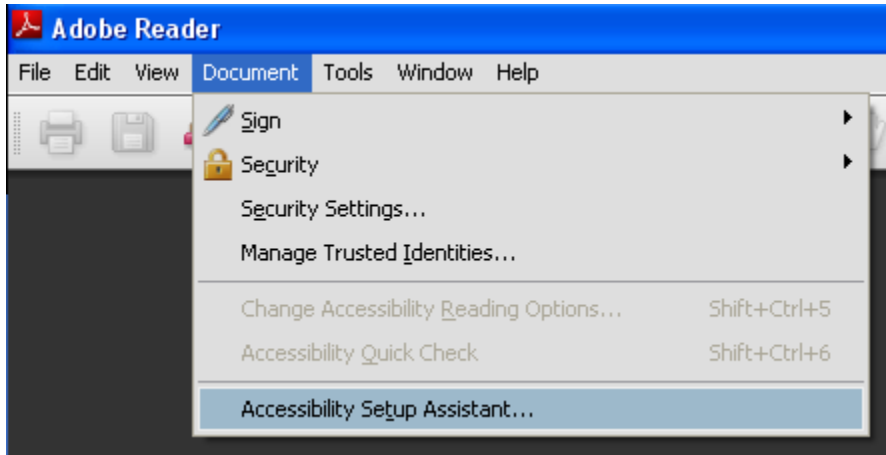 Adobe Reader
File Edit View Document Tools Window Help
Sign
Security
Security Settings...
Manage Trusted Identities...
Change Accessibility Reading Options... Shift+Ctrl+5
Accessibility Quick Check Shift+Ctrl+6
Accessibility Setup Assistant...